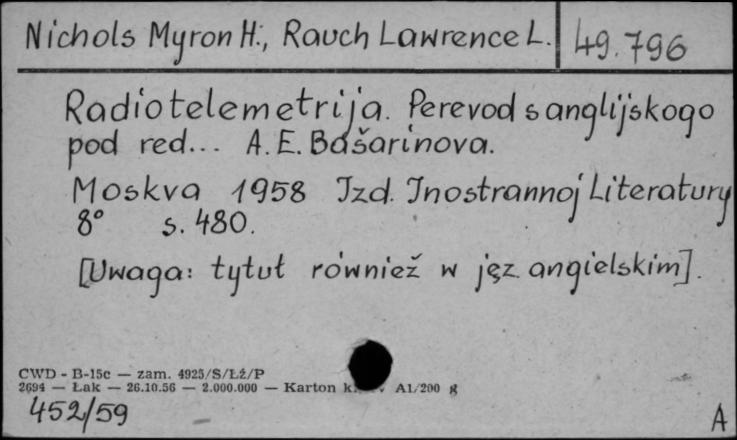 Nichols Myron H., Rauch Lawrence L.
49.796
Radiotelemetrija. Perevod s anglijskogo
pod red... A.E. Bašarinova.
Moskva 1958 Izd. Inostrannoj Literatury
8° s. 480.
[Uwaga: tytuł również w jęz. angielskim].
CWD - B-15c — zam. 4925/S/Łź/P
2694 — Łak — 26.10.56 — 2.000.000 — Karton A1/200 g
452/59
A